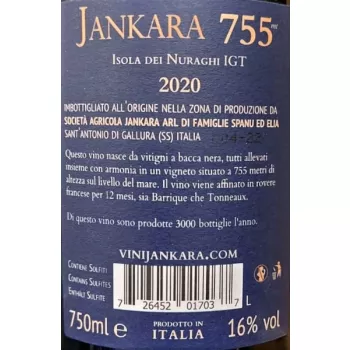 JANKARA 755
ISOLA DEI NURAGHI IGT
2020
IMBOTTIGLIATO ALL'ORIGINE NELLA ZONA DI PRODUZIONE DA
SOCIETÀ AGRICOLA JANKARA ARL DI FAMIGLIE SPANU ED ELIA
SANT'ANTONIO DI GALLURA (SS) ITALIA
Questo vino nasce da vitigni a bacca nera, tutti allevati
insieme con armonia in un vigneto situato a 755 metri di
altezza sul livello del mare. Il vino viene affinato in rovere
francese per 12 mesi, sia Barrique che Tonneaux.
Di questo vino sono prodotte 3000 bottiglie l'anno.
VINIJANKARA.COM
CONTIENE SOLFITI
CONTAINS SULFITES
ENTHÄLT SULFITE
7 26452 01703 7 L
750ml e
PRODOTTO IN
ITALIA
16% vol